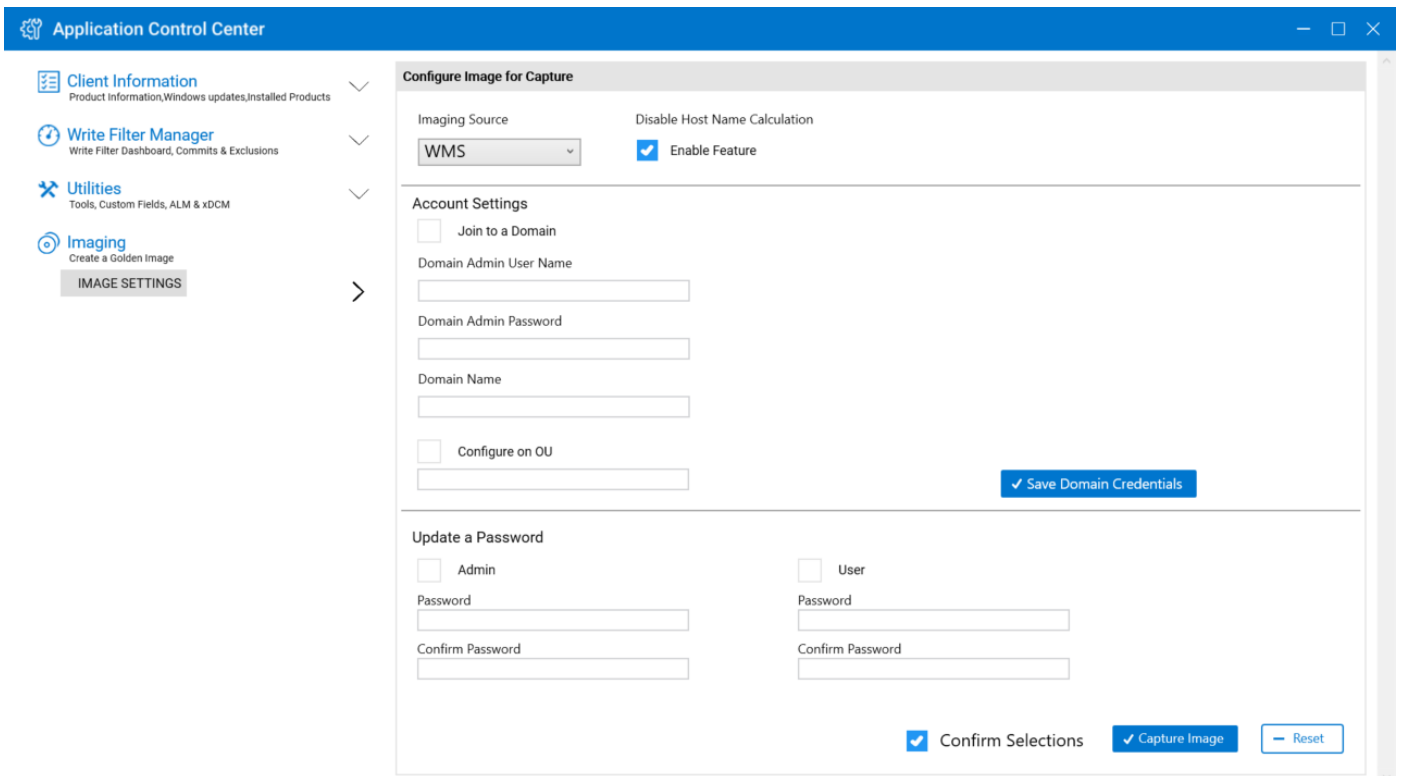 Application Control Center
Client Information
Product Information,Windows updates,Installed Products
Write Filter Manager
Write Filter Dashboard, Commits & Exclusions
Utilities
Tools, Custom Fields, ALM & xDCM
Imaging
Create a Golden Image
IMAGE SETTINGS
Configure Image for Capture
Imaging Source
Disable Host Name Calculation
WMS
Enable Feature
Account Settings
Join to a Domain
Domain Admin User Name
Domain Admin Password
Domain Name
Configure on OU
Save Domain Credentials
Update a Password
Admin
User
Password
Password
Confirm Password
Confirm Password
Confirm Selections
Capture Image
Reset